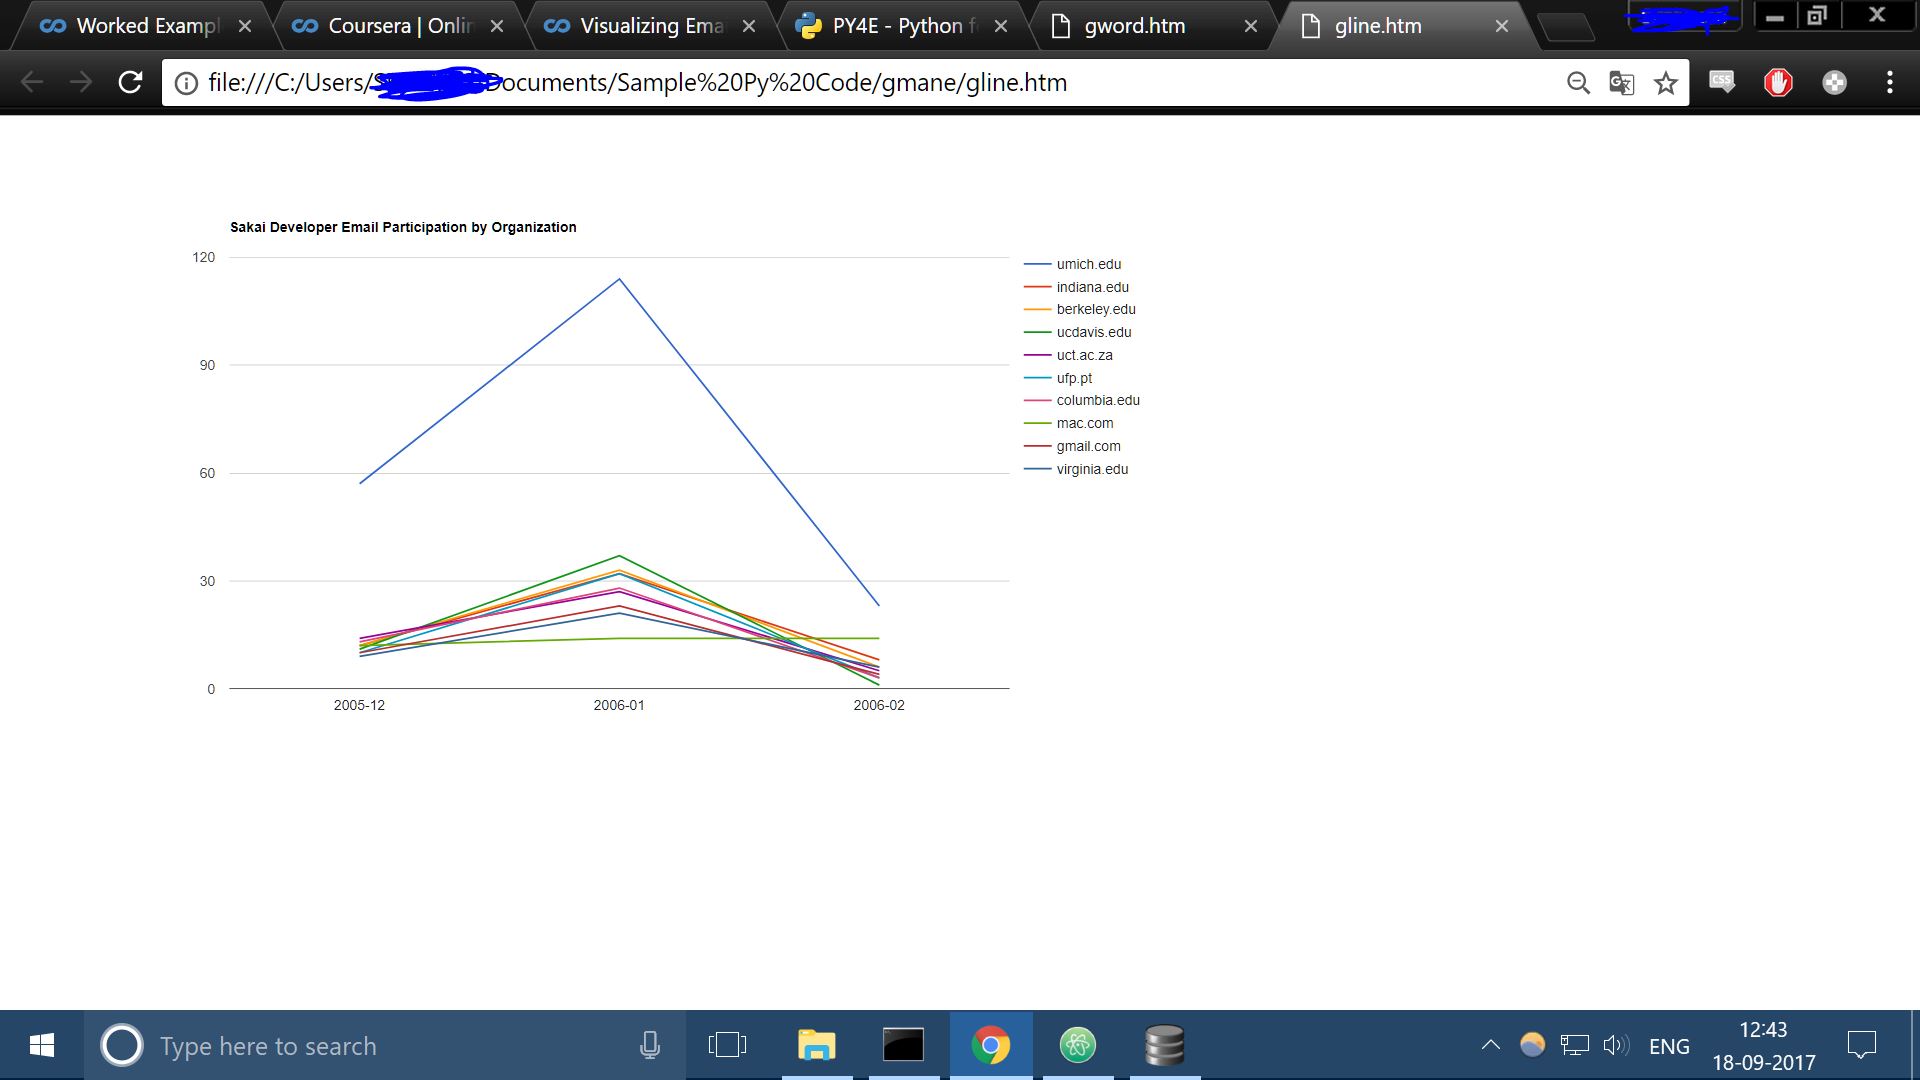 Worked Exampl
Coursera | Onlin
Visualizing Ema
PY4E - Python f
gword.htm
gline.htm
file:///C:/Users/S Documents/Sample%20Py%20Code/gmane/gline.htm
CSS
Sakai Developer Email Participation by Organization
120
90
60
30
0
2005-12 2006-01 2006-02
umich.edu
indiana.edu
berkeley.edu
ucdavis.edu
uct.ac.za
ufp.pt
columbia.edu
mac.com
gmail.com
virginia.edu
Type here to search
ENG
12:43
18-09-2017